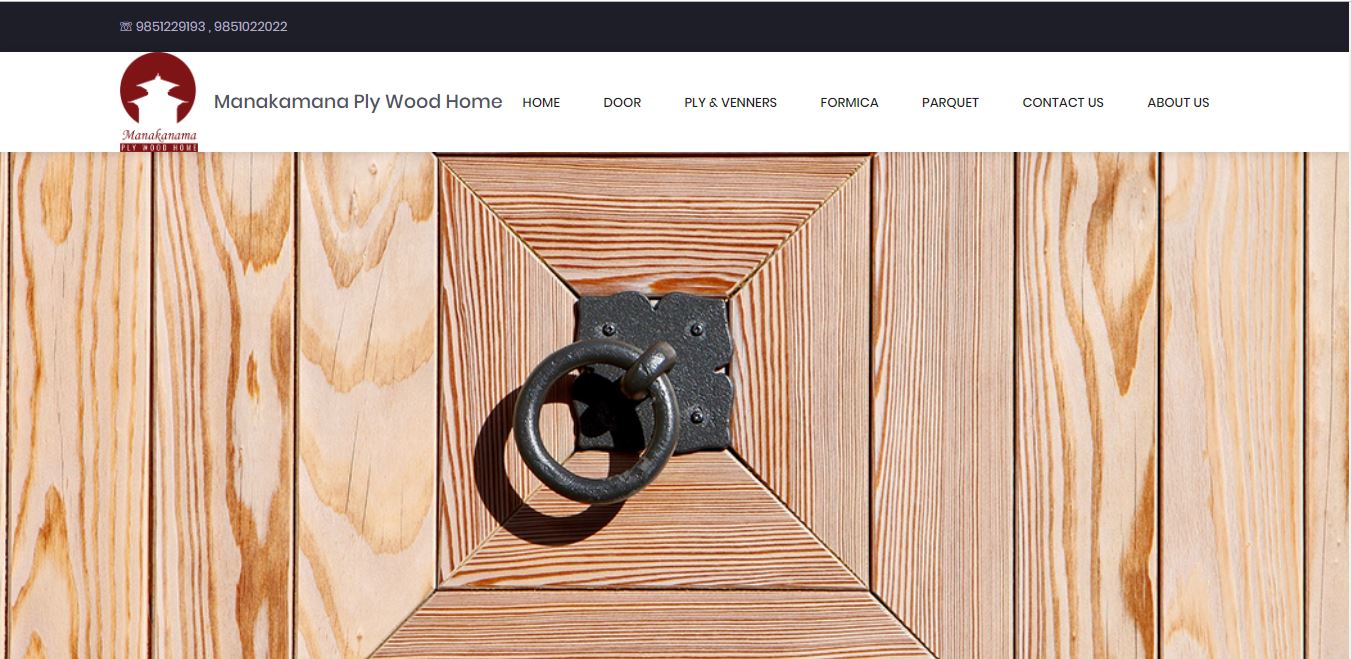 ☏ 9851229193 , 9851022022
Manakamana Ply Wood Home HOME DOOR PLY & VENNERS FORMICA PARQUET CONTACT US ABOUT US
Manakanama
PLY WOOD HOME